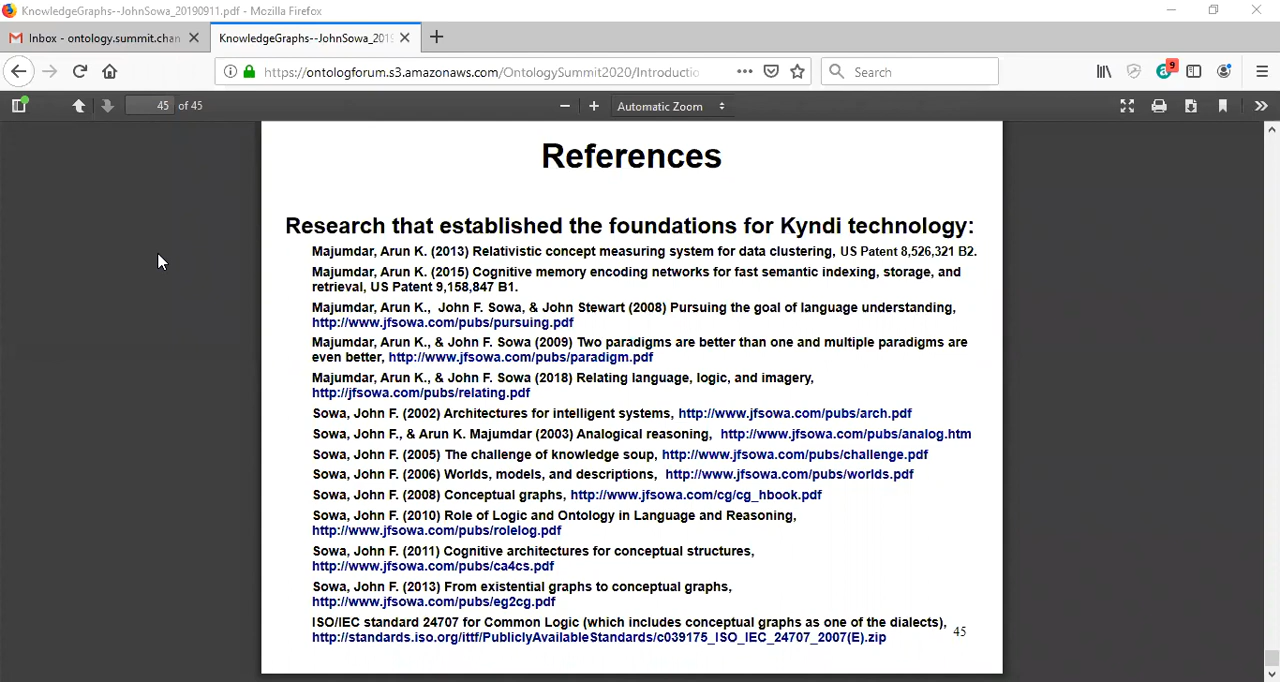 KnowledgeGraphs--JohnSowa_20190911.pdf - Mozilla Firefox
Inbox - ontology.summit.chan
KnowledgeGraphs--JohnSowa_201
https://ontologforum.s3.amazonaws.com/OntologySummit2020/Introductio
Search
9
45 of 45
Automatic Zoom
References
Research that established the foundations for Kyndi technology:
Majumdar, Arun K. (2013) Relativistic concept measuring system for data clustering, US Patent 8,526,321 B2.
Majumdar, Arun K. (2015) Cognitive memory encoding networks for fast semantic indexing, storage, and
retrieval, US Patent 9,158,847 B1.
Majumdar, Arun K., John F. Sowa, & John Stewart (2008) Pursuing the goal of language understanding,
http://www.jfsowa.com/pubs/pursuing.pdf
Majumdar, Arun K., & John F. Sowa (2009) Two paradigms are better than one and multiple paradigms are
even better, http://www.jfsowa.com/pubs/paradigm.pdf
Majumdar, Arun K., & John F. Sowa (2018) Relating language, logic, and imagery,
http://jfsowa.com/pubs/relating.pdf
Sowa, John F. (2002) Architectures for intelligent systems, http://www.jfsowa.com/pubs/arch.pdf
Sowa, John F., & Arun K. Majumdar (2003) Analogical reasoning, http://www.jfsowa.com/pubs/analog.htm
Sowa, John F. (2005) The challenge of knowledge soup, http://www.jfsowa.com/pubs/challenge.pdf
Sowa, John F. (2006) Worlds, models, and descriptions, http://www.jfsowa.com/pubs/worlds.pdf
Sowa, John F. (2008) Conceptual graphs, http://www.jfsowa.com/cg/cg_hbook.pdf
Sowa, John F. (2010) Role of Logic and Ontology in Language and Reasoning,
http://www.jfsowa.com/pubs/rolelog.pdf
Sowa, John F. (2011) Cognitive architectures for conceptual structures,
http://www.jfsowa.com/pubs/ca4cs.pdf
Sowa, John F. (2013) From existential graphs to conceptual graphs,
http://www.jfsowa.com/pubs/eg2cg.pdf
ISO/IEC standard 24707 for Common Logic (which includes conceptual graphs as one of the dialects),
http://standards.iso.org/ittf/PubliclyAvailableStandards/c039175_ISO_IEC_24707_2007(E).zip
45